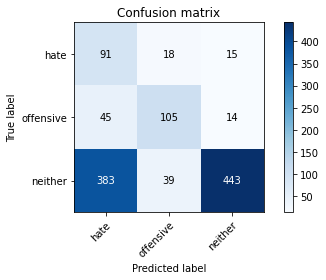 Confusion matrix
hate 91 18 15
offensive 45 105 14
neither 383 39 443
hate offensive neither
True label
Predicted label
400
350
300
250
200
150
100
50